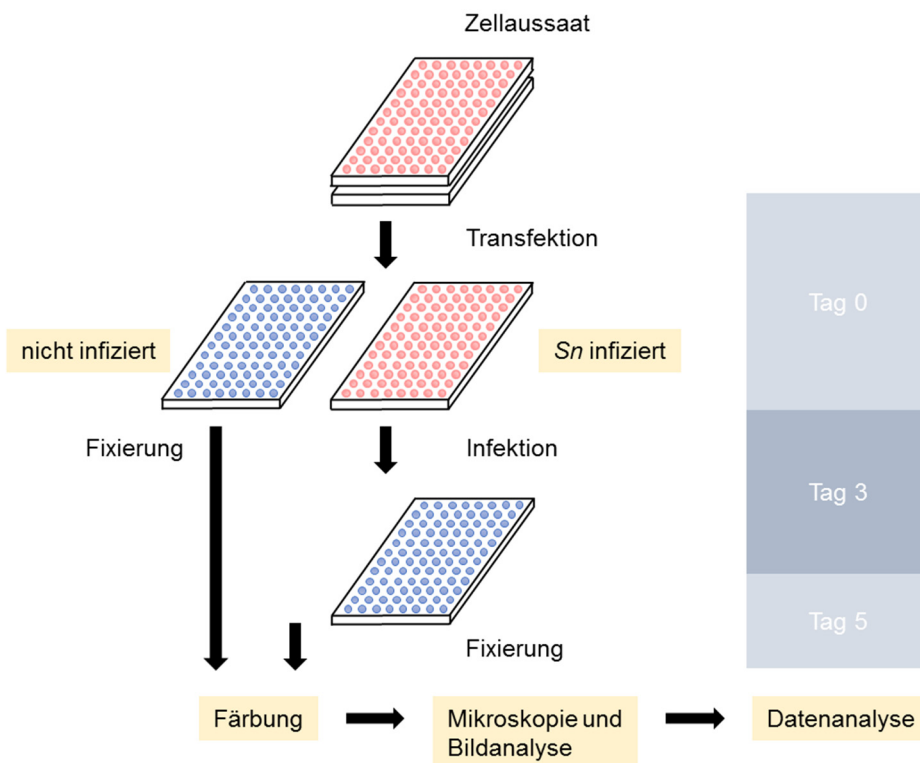 Zellaussaat
Transfektion
Tag 0
nicht infiziert
Sn infiziert
Fixierung
Infektion
Tag 3
Tag 5
Fixierung
Färbung
Mikroskopie und
Bildanalyse
Datenanalyse